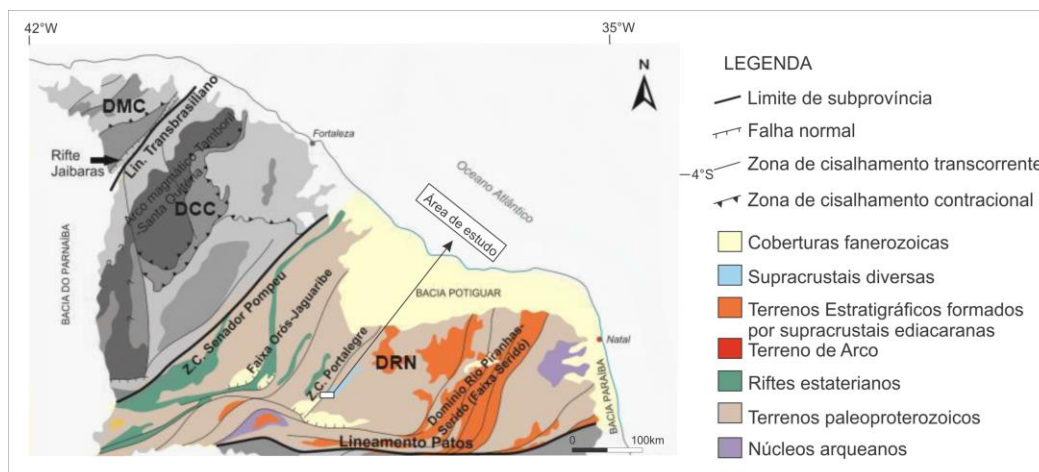 42°W
35°W
N
DMC
Lin. Transbrasiliano
Rifte
Jaibaras
Fortaleza
4°S
Arco magmático Tamboril
-Santa Quitéria
DCC
Oceano Atlântico
Área de estudo
BACIA DO PARNAÍBA
Z.C. Senador Pompeu
Faixa Orós-Jaguaribe
BACIA POTIGUAR
Z.C. Portalegre
DRN
Domínio Rio Piranhas-
Seridó (Faixa Seridó)
Natal
BACIA PARAÍBA
Lineamento Patos
0 100km
LEGENDA
Limite de subprovíncia
Falha normal
Zona de cisalhamento transcorrente
Zona de cisalhamento contracional
Coberturas fanerozoicas
Supracrustais diversas
Terrenos Estratigráficos formados
por supracrustais ediacaranas
Terreno de Arco
Riftes estaterianos
Terrenos paleoproterozoicos
Núcleos arqueanos